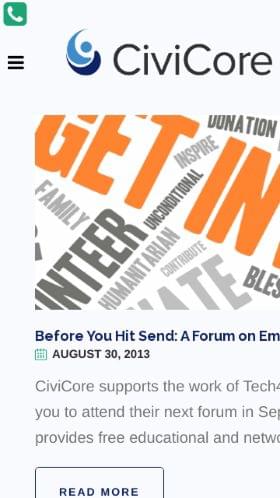 CiviCore
DONATION
GET IN
INSPIRE
FAMILY
UNCONDITIONAL
HUMANITARIAN
CONTRIBUTE
BLES
Before You Hit Send: A Forum on Em
AUGUST 30, 2013
CiviCore supports the work of Tech4
you to attend their next forum in Sep
provides free educational and netwo
READ MORE